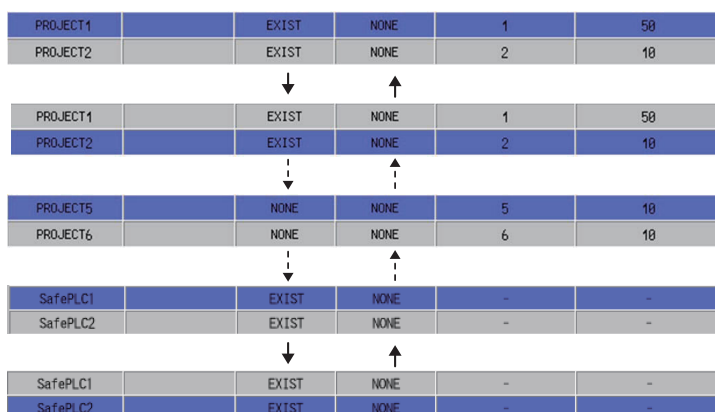 PROJECT1 EXIST NONE 1 50
PROJECT2 EXIST NONE 2 10
PROJECT1 EXIST NONE 1 50
PROJECT2 EXIST NONE 2 10
PROJECT5 NONE NONE 5 10
PROJECT6 NONE NONE 6 10
SafePLC1 EXIST NONE - -
SafePLC2 EXIST NONE - -
SafePLC1 EXIST NONE - -
SafePLC2 EXIST NONE - -